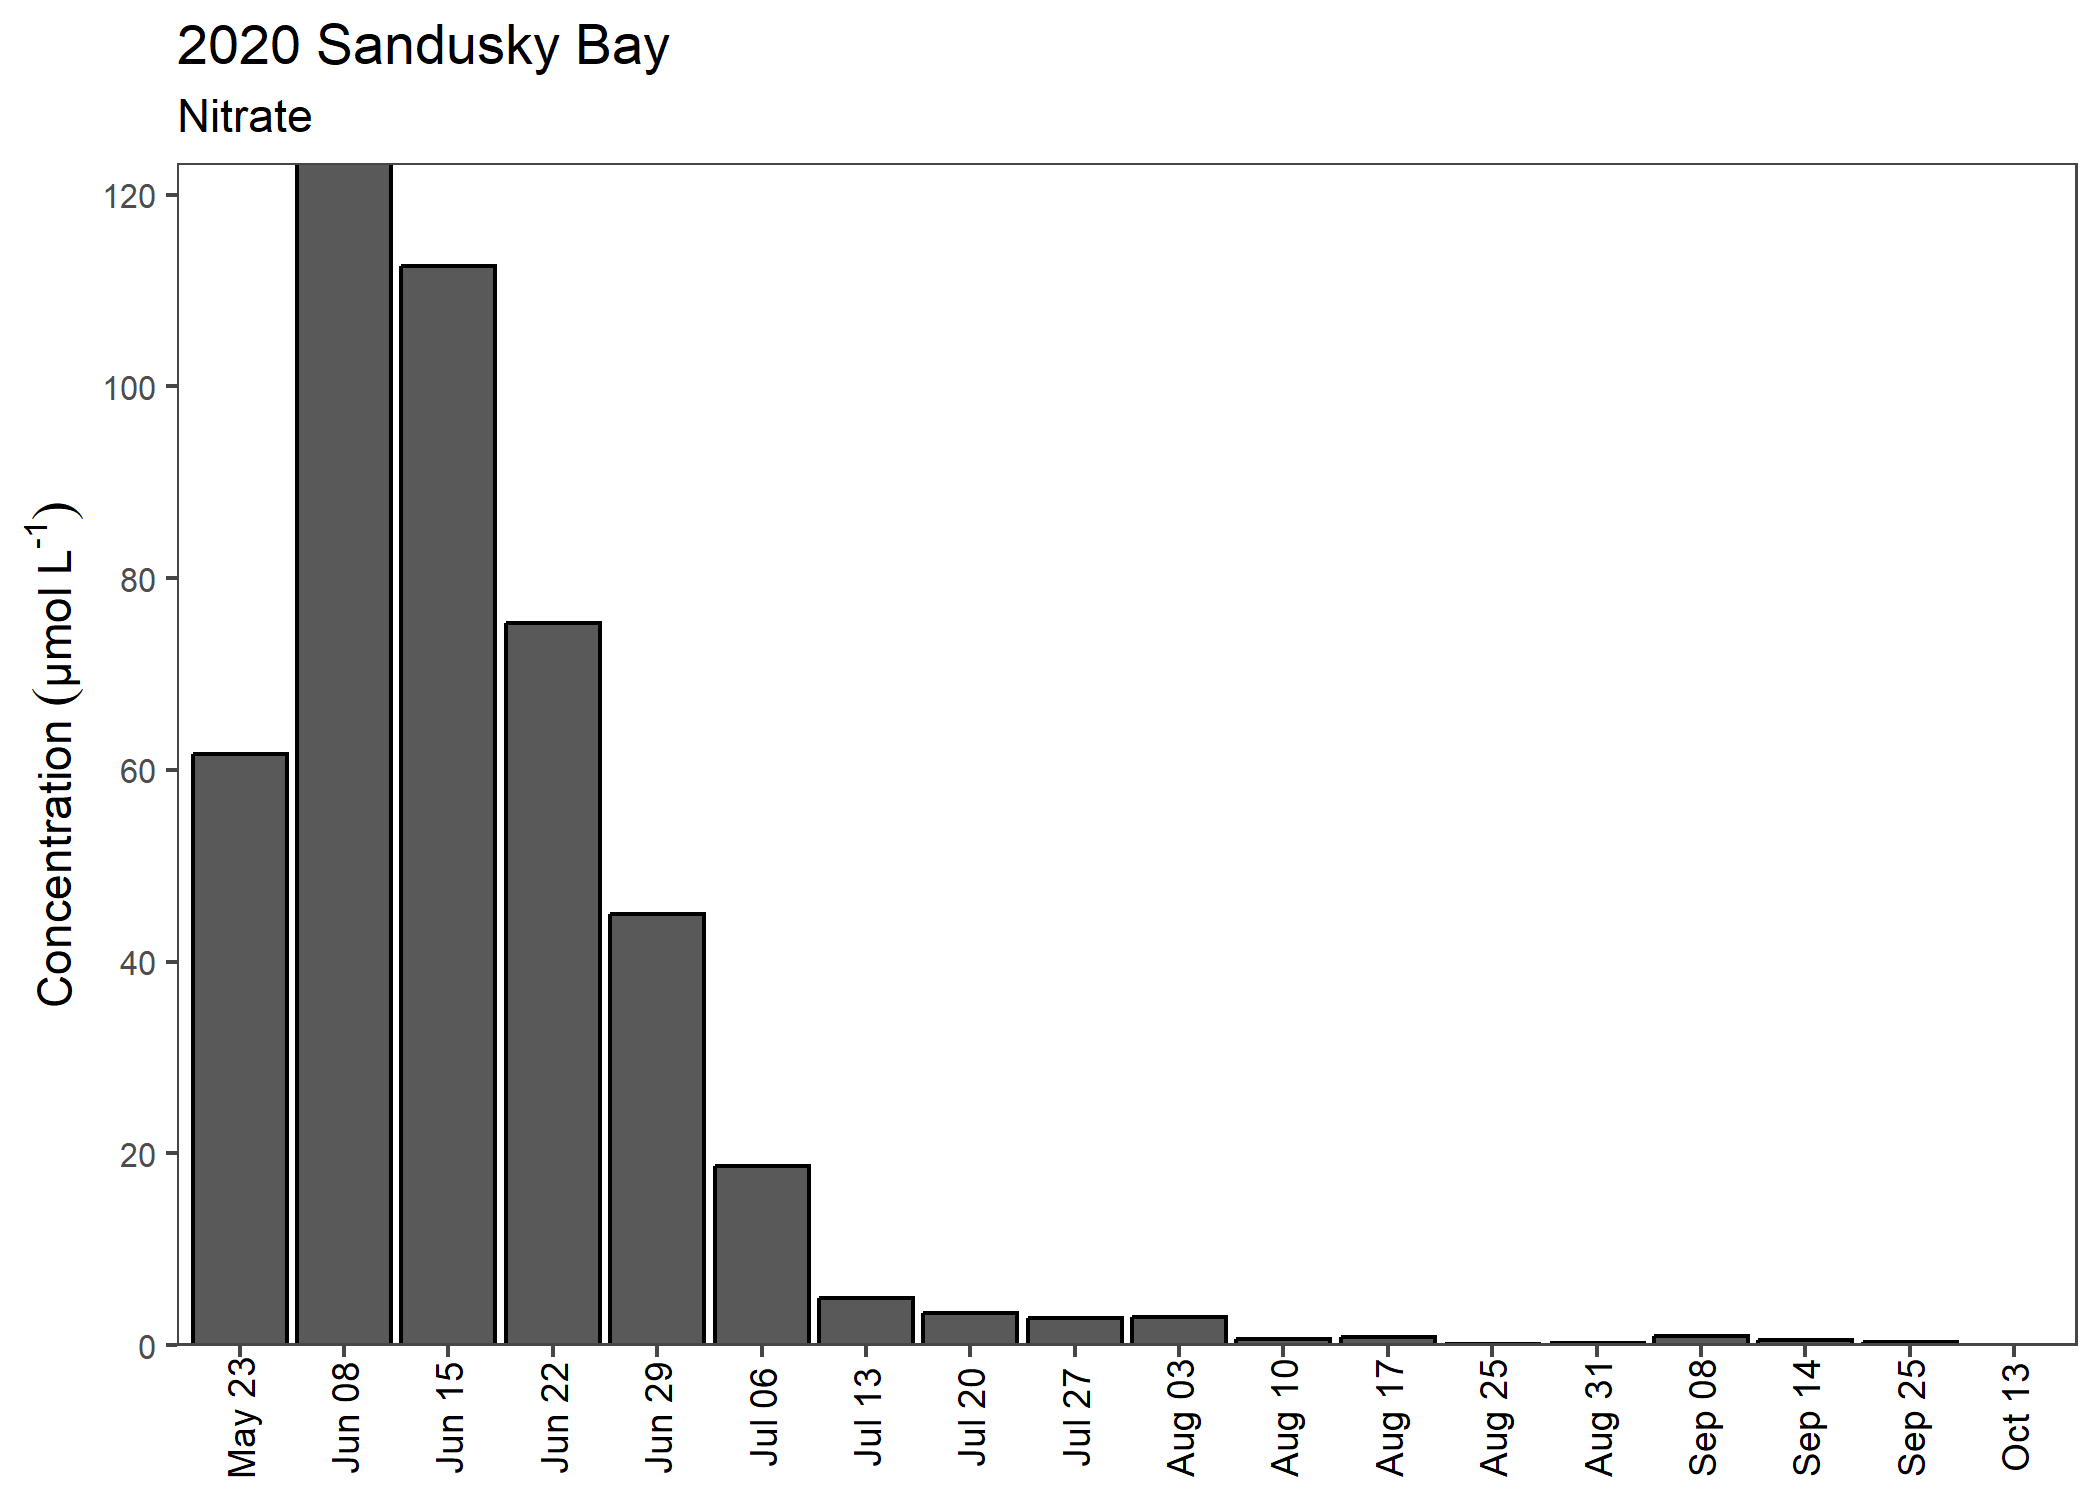 2020 Sandusky Bay
Nitrate
Concentration (µmol L⁻¹)
120
100
80
60
40
20
0
May 23
Jun 08
Jun 15
Jun 22
Jun 29
Jul 06
Jul 13
Jul 20
Jul 27
Aug 03
Aug 10
Aug 17
Aug 25
Aug 31
Sep 08
Sep 14
Sep 25
Oct 13